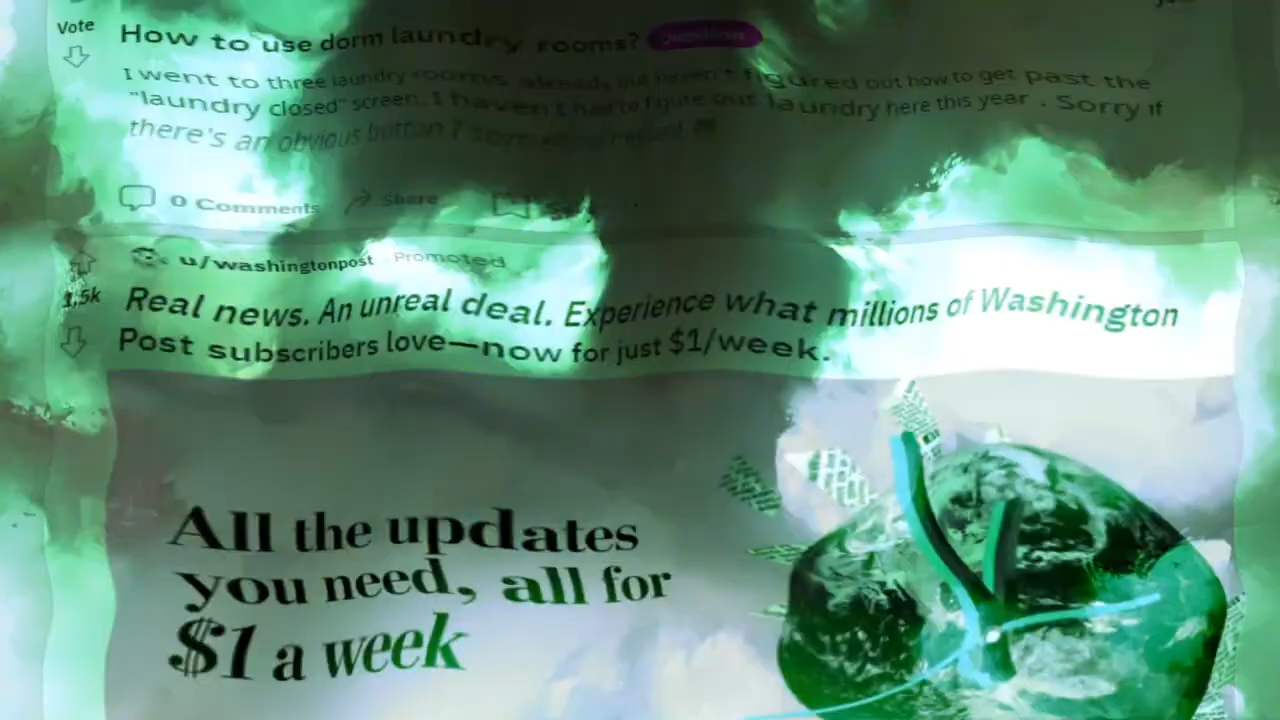 Vote
How to use dorm laundry rooms? Question
I went to three laundry rooms already but haven't figured out how to get past the
"laundry closed" screen. I haven't had to figure out laundry here this year. Sorry if
there's an obvious button I
0 Comments Share
u/washingtonpost · Promoted
1.5k
Real news. An unreal deal. Experience what millions of Washington
Post subscribers love—now for just $1/week.
All the updates
you need, all for
$1 a week